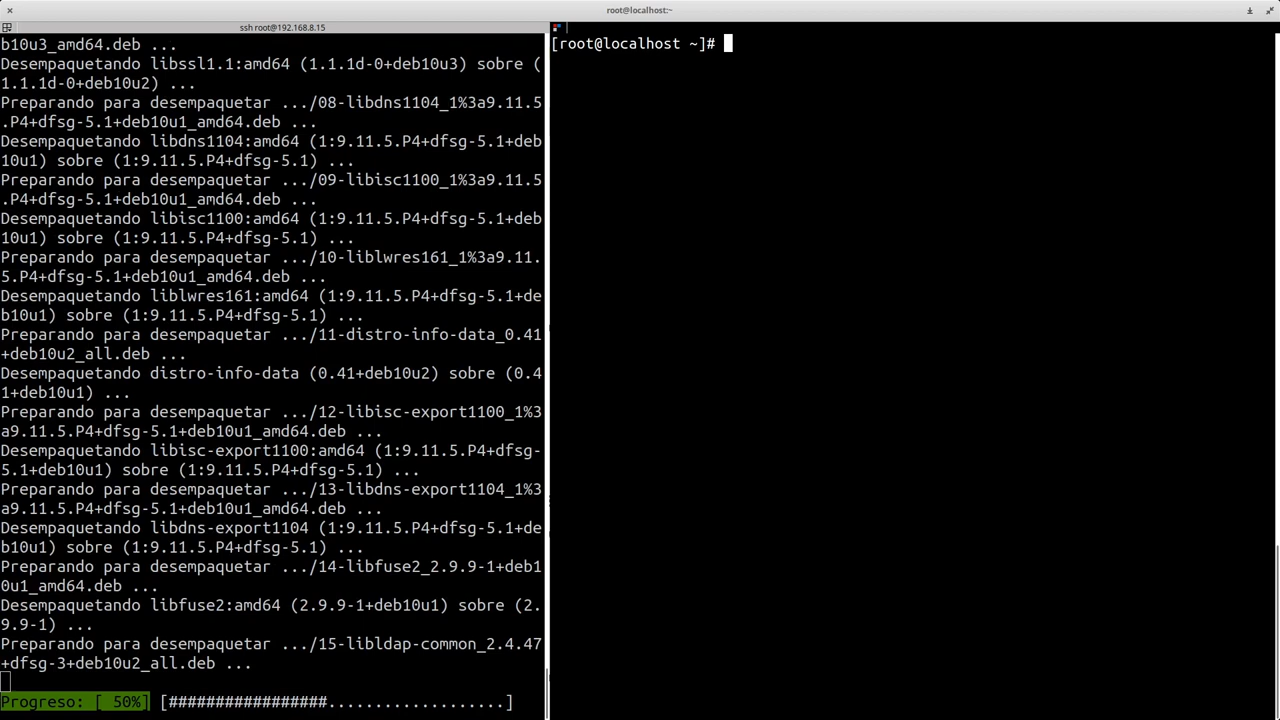 root@localhost:~
ssh root@192.168.8.15
b10u3_amd64.deb ...
Desempaquetando libssl1.1:amd64 (1.1.1d-0+deb10u3) sobre (
1.1.1d-0+deb10u2) ...
Preparando para desempaquetar .../08-libdns1104_1%3a9.11.5
.P4+dfsg-5.1+deb10u1_amd64.deb ...
Desempaquetando libdns1104:amd64 (1:9.11.5.P4+dfsg-5.1+deb
10u1) sobre (1:9.11.5.P4+dfsg-5.1) ...
Preparando para desempaquetar .../09-libisc1100_1%3a9.11.5
.P4+dfsg-5.1+deb10u1_amd64.deb ...
Desempaquetando libisc1100:amd64 (1:9.11.5.P4+dfsg-5.1+deb
10u1) sobre (1:9.11.5.P4+dfsg-5.1) ...
Preparando para desempaquetar .../10-liblwres161_1%3a9.11.
5.P4+dfsg-5.1+deb10u1_amd64.deb ...
Desempaquetando liblwres161:amd64 (1:9.11.5.P4+dfsg-5.1+de
b10u1) sobre (1:9.11.5.P4+dfsg-5.1) ...
Preparando para desempaquetar .../11-distro-info-data_0.41
+deb10u2_all.deb ...
Desempaquetando distro-info-data (0.41+deb10u2) sobre (0.4
1+deb10u1) ...
Preparando para desempaquetar .../12-libisc-export1100_1%3
a9.11.5.P4+dfsg-5.1+deb10u1_amd64.deb ...
Desempaquetando libisc-export1100:amd64 (1:9.11.5.P4+dfsg-
5.1+deb10u1) sobre (1:9.11.5.P4+dfsg-5.1) ...
Preparando para desempaquetar .../13-libdns-export1104_1%3
a9.11.5.P4+dfsg-5.1+deb10u1_amd64.deb ...
Desempaquetando libdns-export1104 (1:9.11.5.P4+dfsg-5.1+de
b10u1) sobre (1:9.11.5.P4+dfsg-5.1) ...
Preparando para desempaquetar .../14-libfuse2_2.9.9-1+deb1
0u1_amd64.deb ...
Desempaquetando libfuse2:amd64 (2.9.9-1+deb10u1) sobre (2.
9.9-1) ...
Preparando para desempaquetar .../15-libldap-common_2.4.47
+dfsg-3+deb10u2_all.deb ...
Progreso: [ 50%] [#################...................]
[root@localhost ~]#